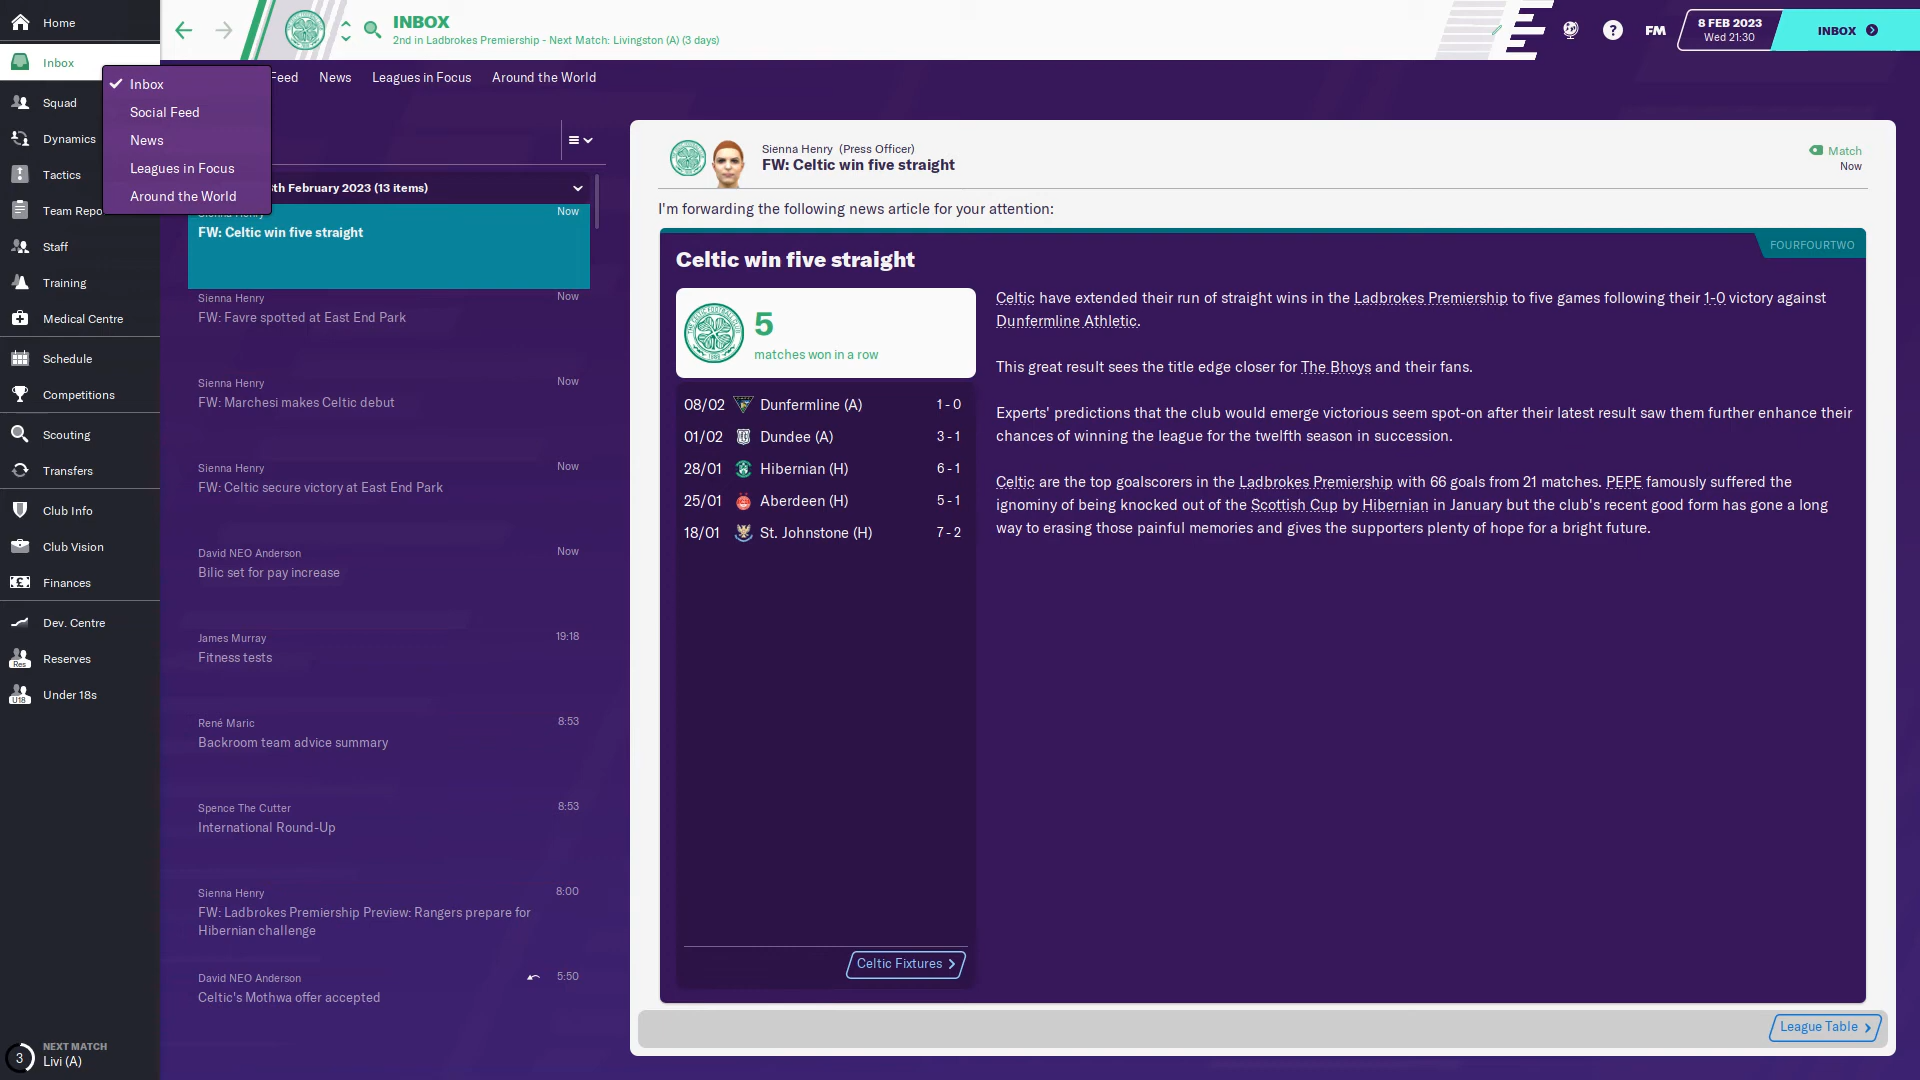 Home
Inbox
Squad
Dynamics
Tactics
Team Repo
Staff
Training
Medical Centre
Schedule
Competitions
Scouting
Transfers
Club Info
Club Vision
Finances
Dev. Centre
Res
Reserves
U18
Under 18s
3
NEXT MATCH
Livi (A)
Inbox
Social Feed
News
Leagues in Focus
Around the World
INBOX
2nd in Ladbrokes Premiership - Next Match: Livingston (A) (3 days)
?
FM
8 FEB 2023
Wed 21:30
INBOX
Feed
News
Leagues in Focus
Around the World
th February 2023 (13 items)
Sienna Henry
Now
FW: Celtic win five straight
Sienna Henry
Now
FW: Favre spotted at East End Park
Sienna Henry
Now
FW: Marchesi makes Celtic debut
Sienna Henry
Now
FW: Celtic secure victory at East End Park
David NEO Anderson
Now
Bilic set for pay increase
James Murray
19:18
Fitness tests
René Maric
8:53
Backroom team advice summary
Spence The Cutter
8:53
International Round-Up
Sienna Henry
8:00
FW: Ladbrokes Premiership Preview: Rangers prepare for
Hibernian challenge
David NEO Anderson
5:50
Celtic's Mothwa offer accepted
Sienna Henry (Press Officer)
FW: Celtic win five straight
Match
Now
I'm forwarding the following news article for your attention:
FOURFOURTWO
Celtic win five straight
5
matches won in a row
08/02 Dunfermline (A) 1 - 0
01/02 Dundee (A) 3 - 1
28/01 Hibernian (H) 6 - 1
25/01 Aberdeen (H) 5 - 1
18/01 St. Johnstone (H) 7 - 2
Celtic Fixtures
Celtic have extended their run of straight wins in the Ladbrokes Premiership to five games following their 1-0 victory against
Dunfermline Athletic.
This great result sees the title edge closer for The Bhoys and their fans.
Experts' predictions that the club would emerge victorious seem spot-on after their latest result saw them further enhance their
chances of winning the league for the twelfth season in succession.
Celtic are the top goalscorers in the Ladbrokes Premiership with 66 goals from 21 matches. PEPE famously suffered the
ignominy of being knocked out of the Scottish Cup by Hibernian in January but the club's recent good form has gone a long
way to erasing those painful memories and gives the supporters plenty of hope for a bright future.
League Table